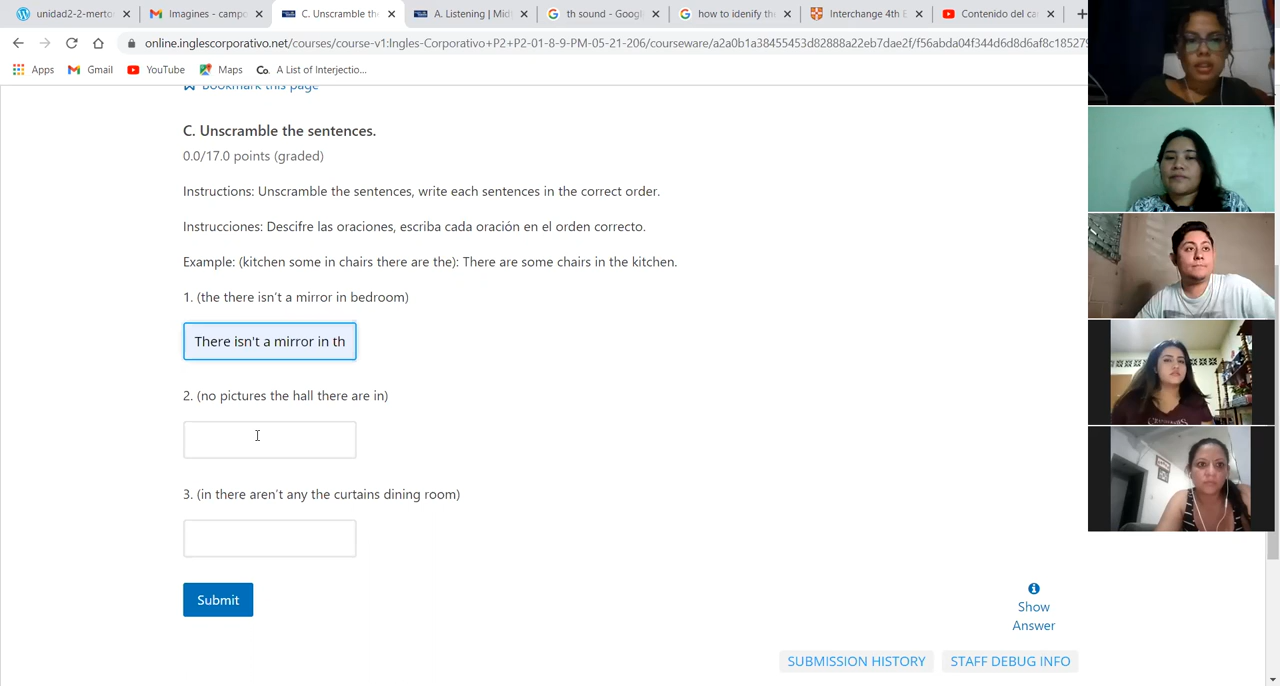 unidad2-2-merto
Imagines - campo
C. Unscramble the
A. Listening | Mid
th sound - Googl
how to idenify the
Interchange 4th E
Contenido del ca
online.inglescorporativo.net/courses/course-v1:Ingles-Corporativo+P2+P2-01-8-9-PM-05-21-206/courseware/a2a0b1a38455453d82888a22eb7dae2f/f56abda04f344d6d8d6af8c185279
Apps
Gmail
YouTube
Maps
Co. A List of Interjectio...
Bookmark this page
C. Unscramble the sentences.
0.0/17.0 points (graded)
Instructions: Unscramble the sentences, write each sentences in the correct order.
Instrucciones: Descifre las oraciones, escriba cada oración en el orden correcto.
Example: (kitchen some in chairs there are the): There are some chairs in the kitchen.
1. (the there isn't a mirror in bedroom)
There isn't a mirror in th
2. (no pictures the hall there are in)
3. (in there aren't any the curtains dining room)
Submit
Show
Answer
SUBMISSION HISTORY
STAFF DEBUG INFO